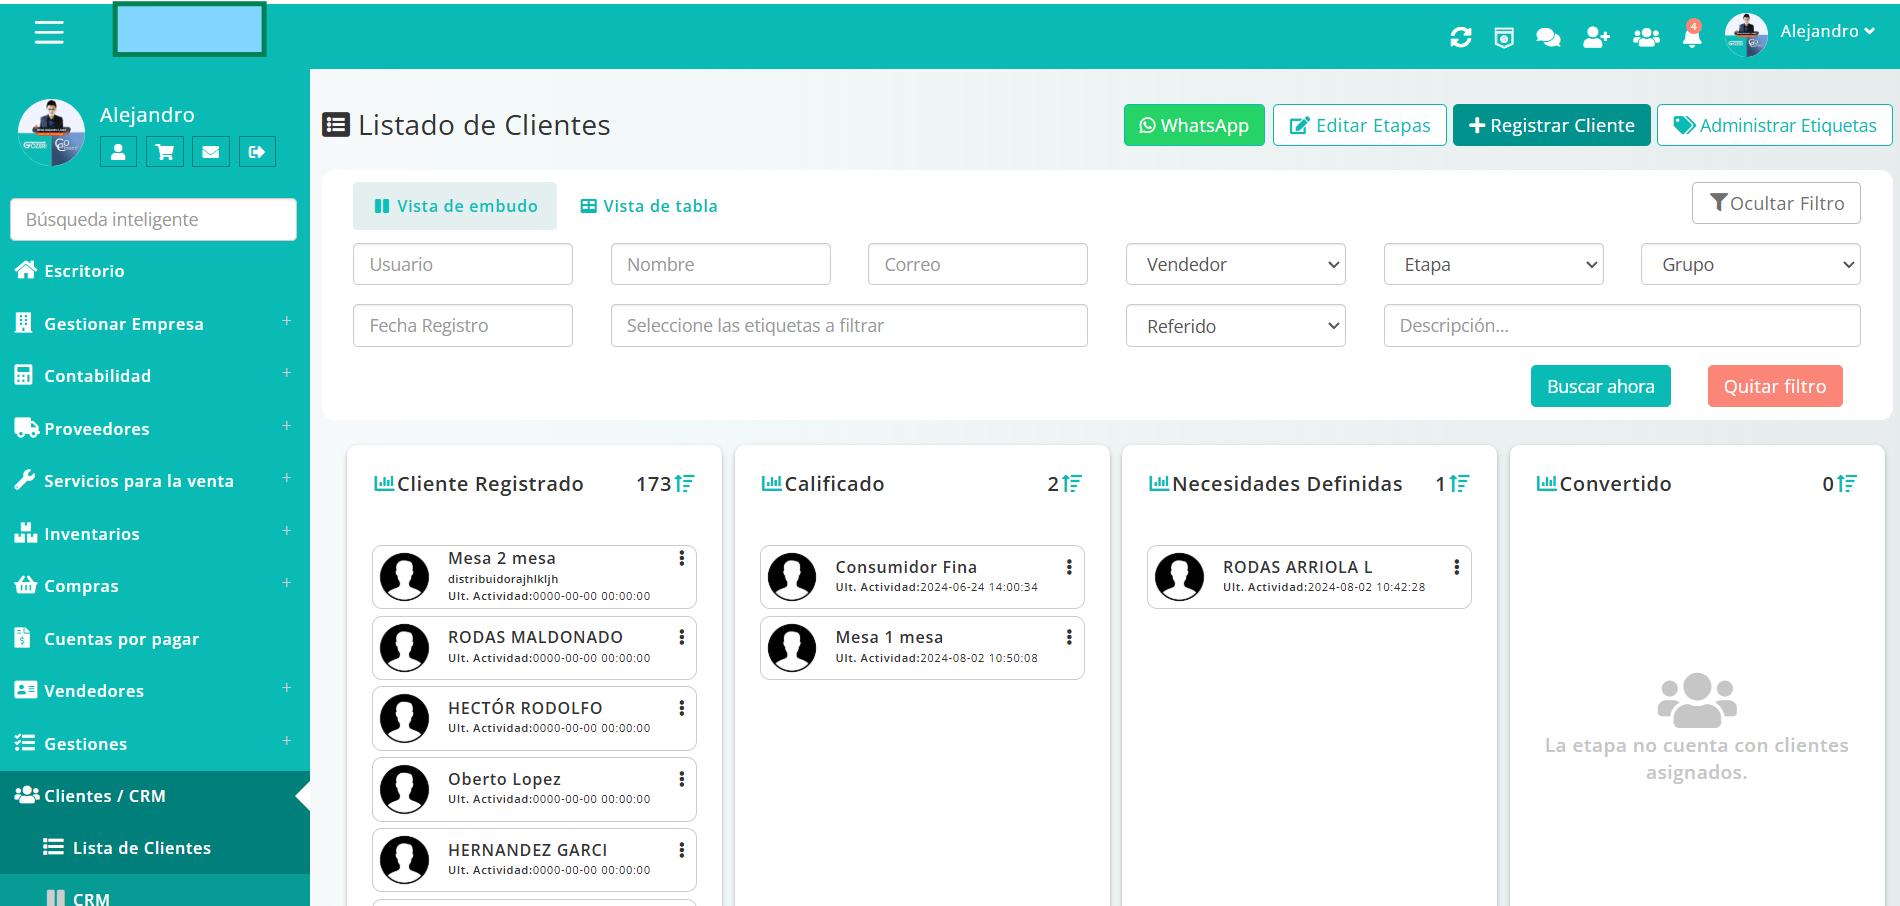 4
Alejandro
Alejandro
Búsqueda inteligente
Escritorio
Gestionar Empresa +
Contabilidad +
Proveedores +
Servicios para la venta +
Inventarios +
Compras +
Cuentas por pagar
Vendedores +
Gestiones +
Clientes / CRM
Lista de Clientes
CRM
Listado de Clientes
WhatsApp
Editar Etapas
Registrar Cliente
Administrar Etiquetas
Vista de embudo
Vista de tabla
Ocultar Filtro
Usuario
Nombre
Correo
Vendedor
Etapa
Grupo
Fecha Registro
Seleccione las etiquetas a filtrar
Referido
Descripción...
Buscar ahora
Quitar filtro
Cliente Registrado 173
Mesa 2 mesa
distribuidorajhlkljh
Ult. Actividad:0000-00-00 00:00:00
RODAS MALDONADO
Ult. Actividad:0000-00-00 00:00:00
HECTÓR RODOLFO
Ult. Actividad:0000-00-00 00:00:00
Oberto Lopez
Ult. Actividad:0000-00-00 00:00:00
HERNANDEZ GARCI
Ult. Actividad:0000-00-00 00:00:00
Calificado 2
Consumidor Fina
Ult. Actividad:2024-06-24 14:00:34
Mesa 1 mesa
Ult. Actividad:2024-08-02 10:50:08
Necesidades Definidas 1
RODAS ARRIOLA L
Ult. Actividad:2024-08-02 10:42:28
Convertido 0
La etapa no cuenta con clientes
asignados.